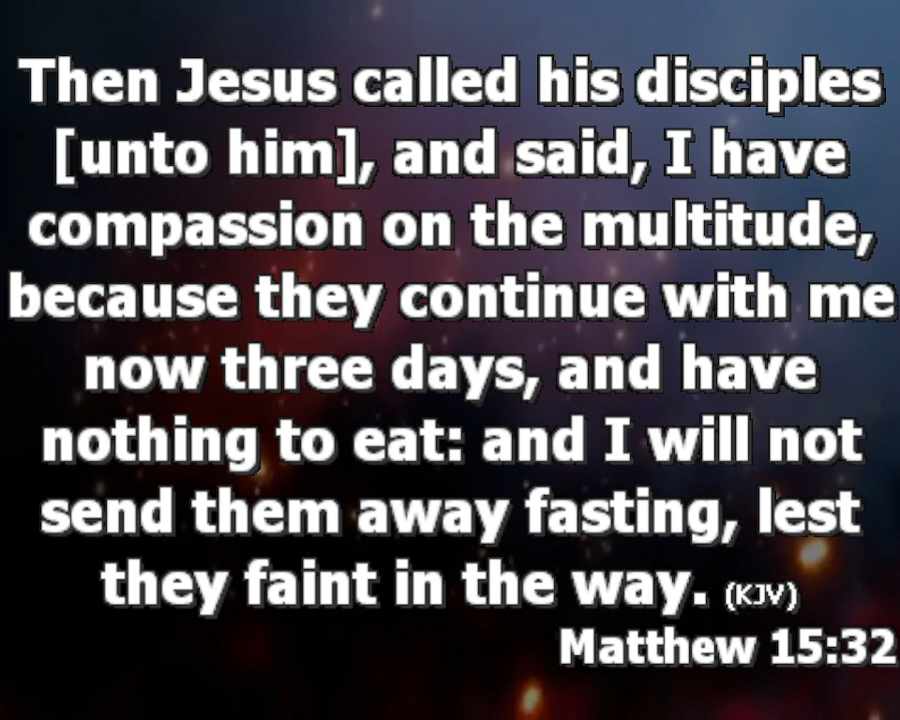 Then Jesus called his disciples
[unto him], and said, I have
compassion on the multitude,
because they continue with me
now three days, and have
nothing to eat: and I will not
send them away fasting, lest
they faint in the way. (KJV)
Matthew 15:32